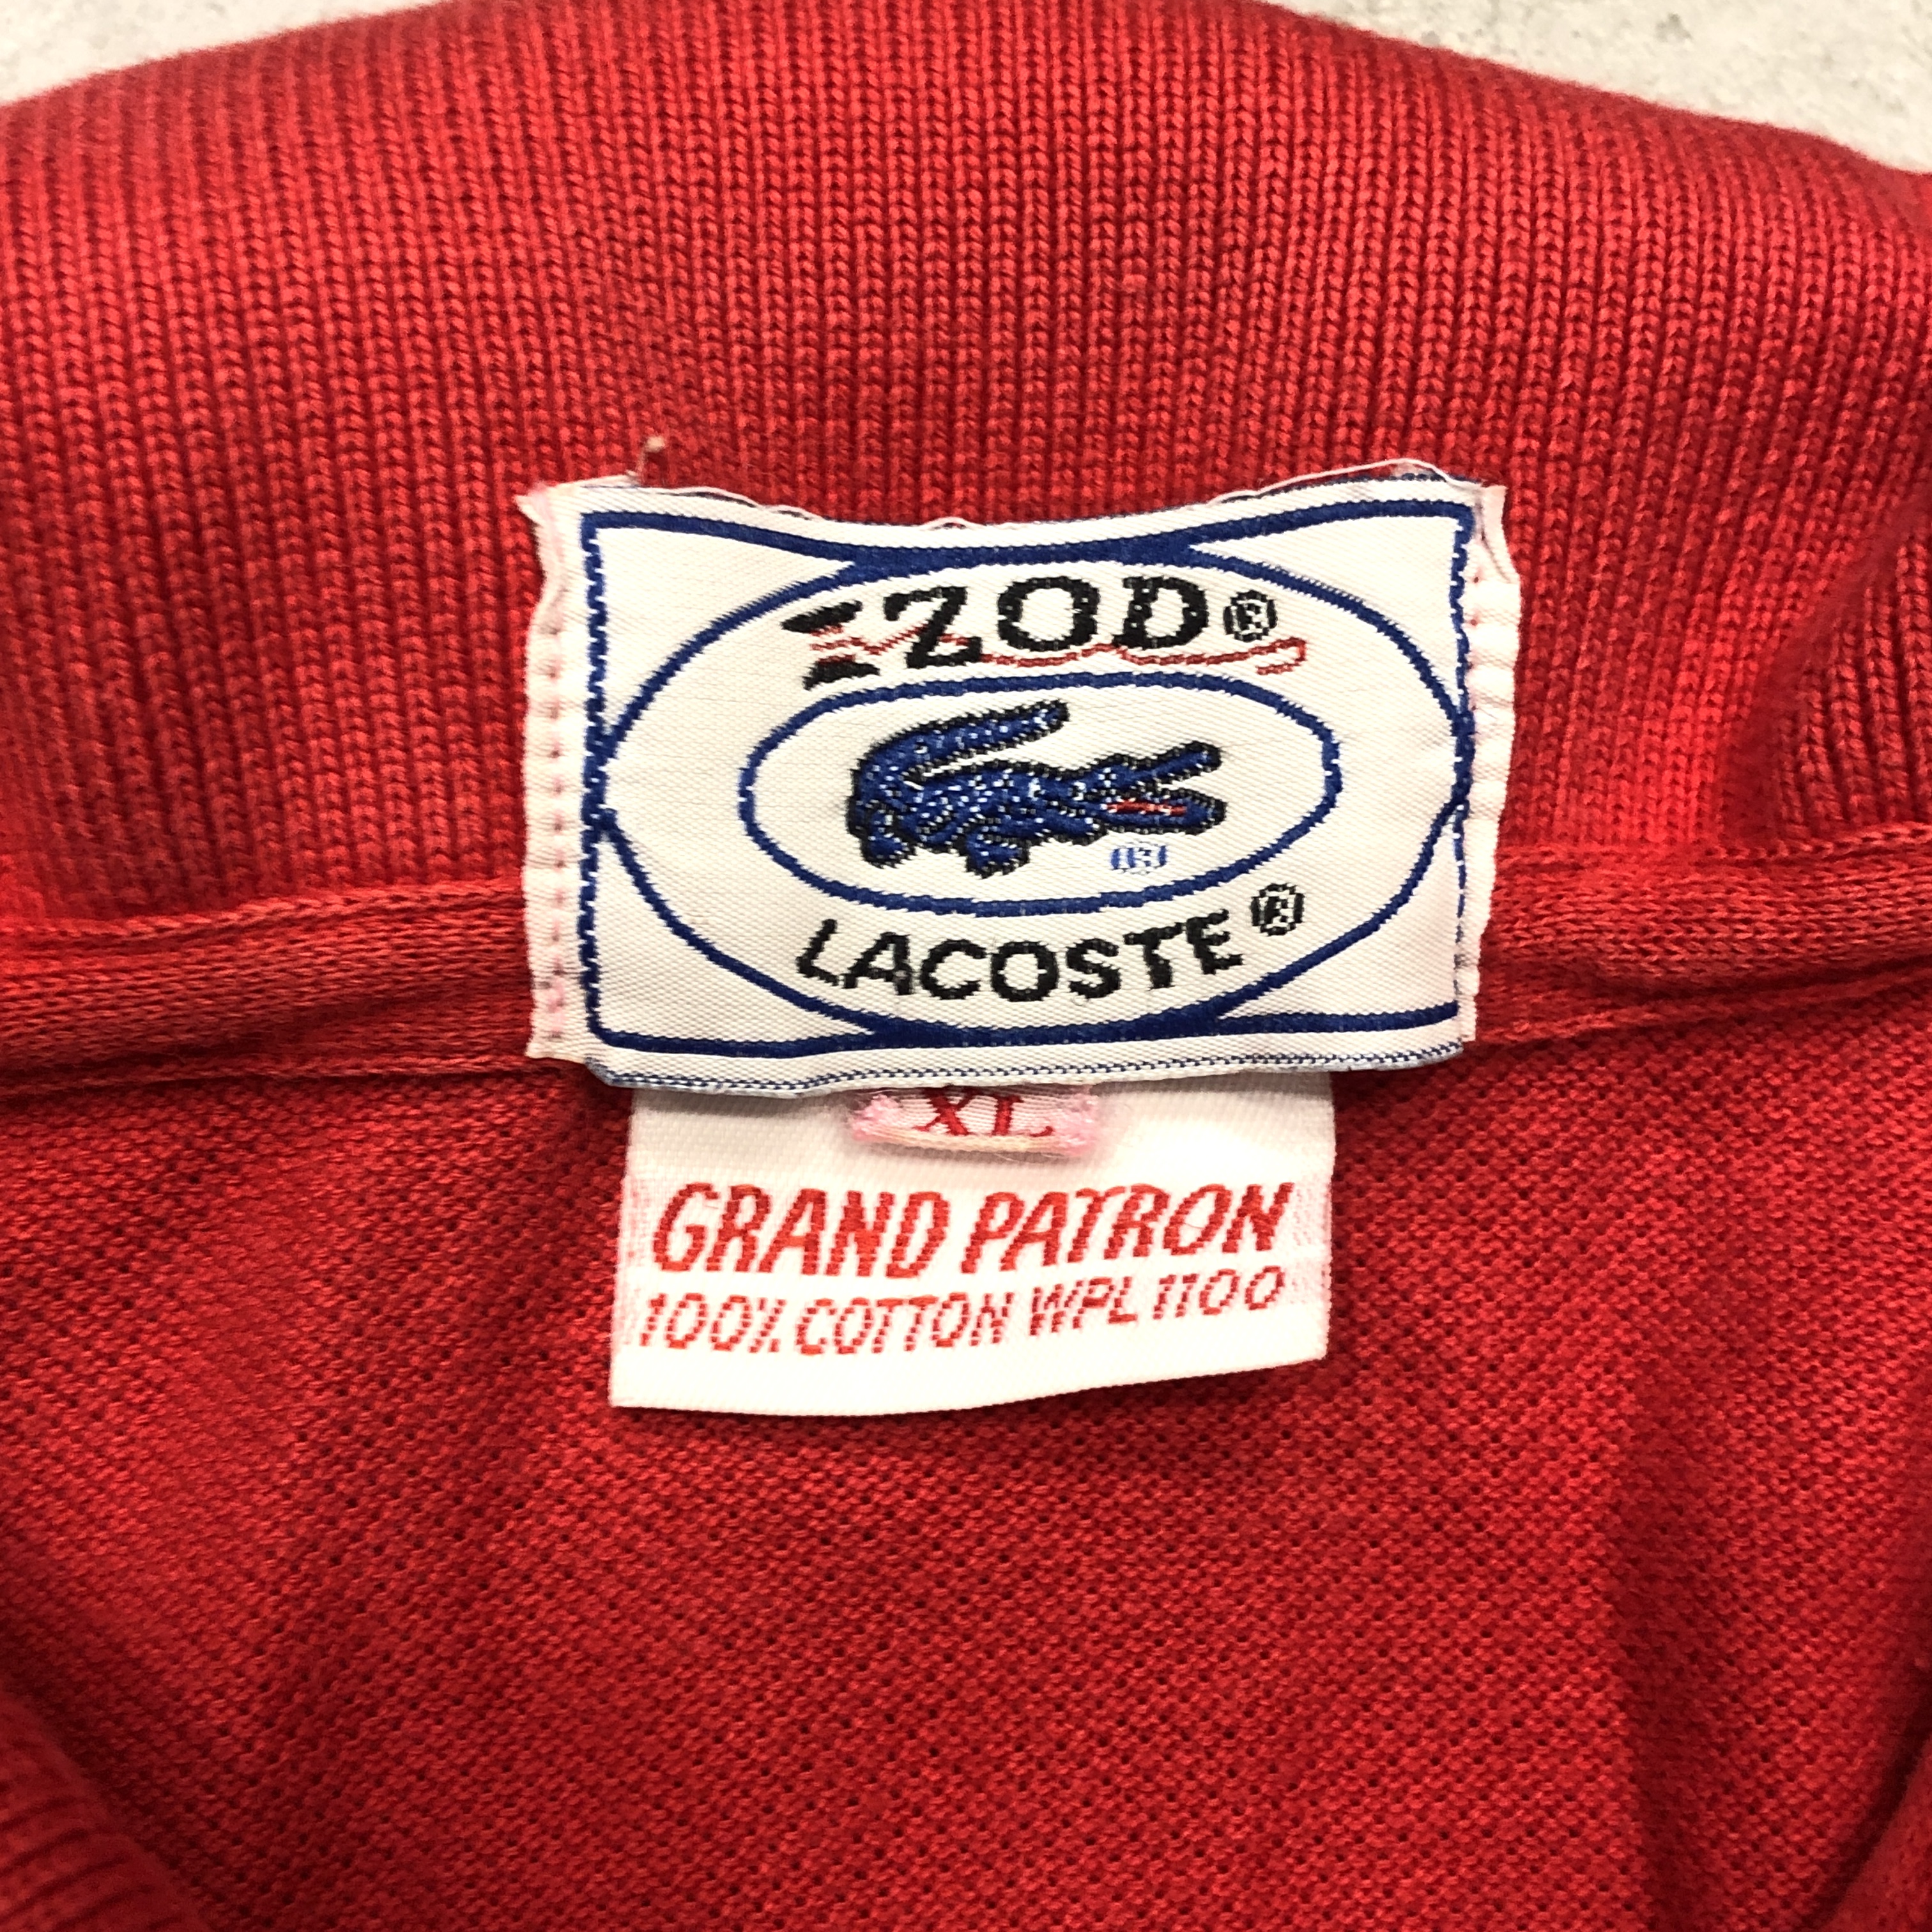 IZOD®
®
LACOSTE®
XL
GRAND PATRON
100% COTTON WPL 1100